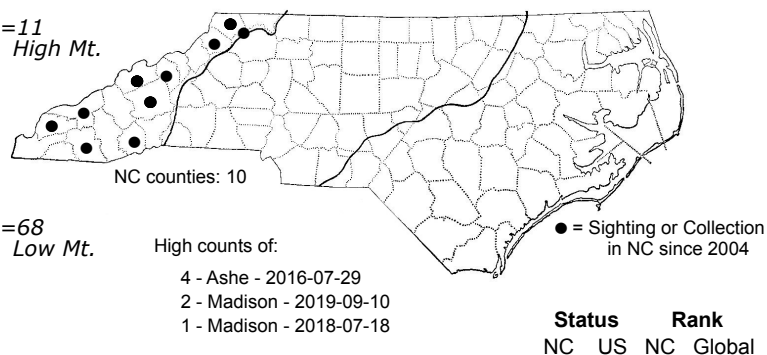 =11
High Mt.
NC counties: 10
=68
Low Mt.
High counts of:
4 - Ashe - 2016-07-29
2 - Madison - 2019-09-10
1 - Madison - 2018-07-18
● = Sighting or Collection
in NC since 2004
Status Rank
NC US NC Global